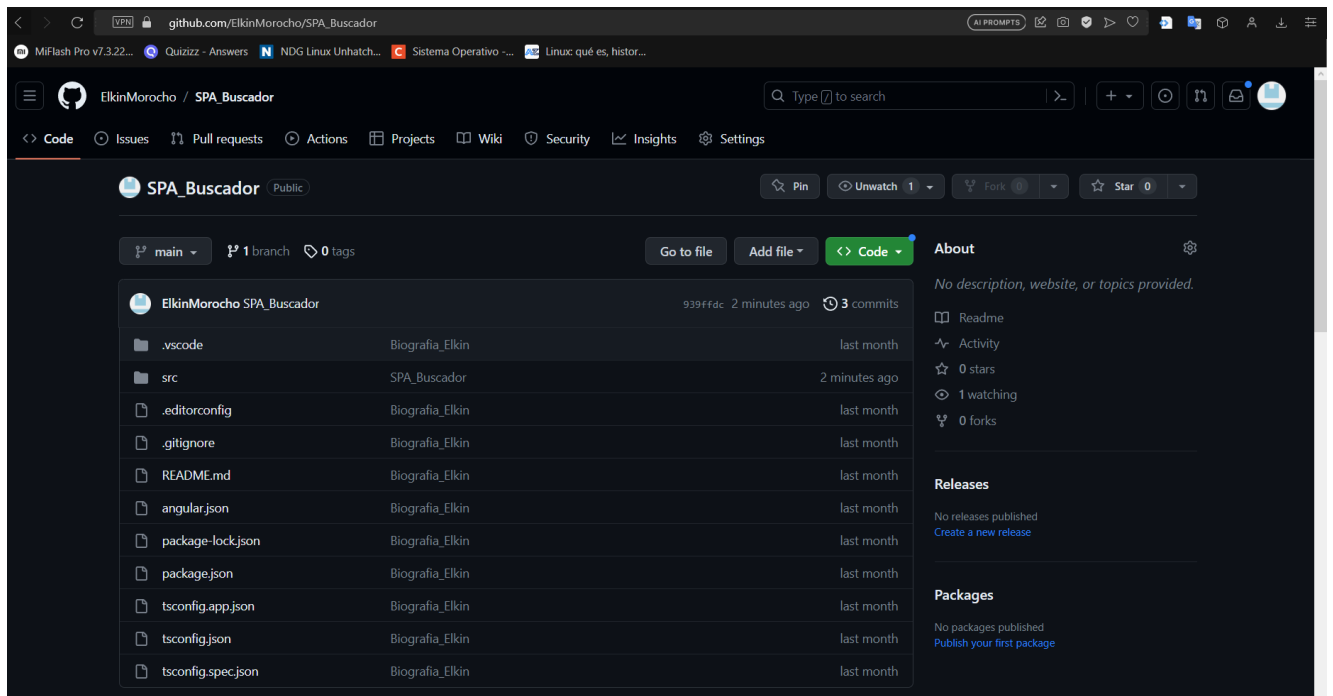 VPN github.com/ElkinMorocho/SPA_Buscador AI PROMPTS
MiFlash Pro v7.3.22... Quizizz - Answers NDG Linux Unhatch... Sistema Operativo -... Linux: qué es, histor...
ElkinMorocho / SPA_Buscador Type / to search
Code Issues Pull requests Actions Projects Wiki Security Insights Settings
SPA_Buscador Public Pin Unwatch 1 Fork 0 Star 0
main 1 branch 0 tags Go to file Add file <> Code
About
No description, website, or topics provided.
ElkinMorocho SPA_Buscador 939ffdc 2 minutes ago 3 commits
Readme
.vscode Biografia_Elkin last month
Activity
0 stars
src SPA_Buscador 2 minutes ago
1 watching
.editorconfig Biografia_Elkin last month
0 forks
.gitignore Biografia_Elkin last month
README.md Biografia_Elkin last month
Releases
angular.json Biografia_Elkin last month
No releases published
Create a new release
package-lock.json Biografia_Elkin last month
package.json Biografia_Elkin last month
Packages
tsconfig.app.json Biografia_Elkin last month
No packages published
tsconfig.json Biografia_Elkin last month
Publish your first package
tsconfig.spec.json Biografia_Elkin last month